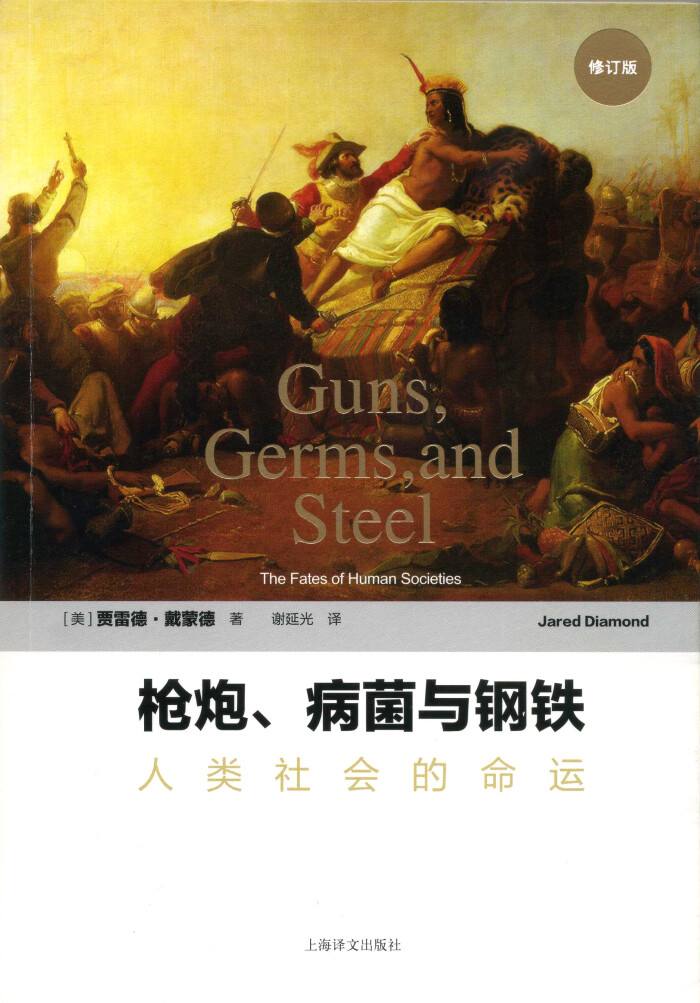 修订版
Guns,
Germs,and
Steel
The Fates of Human Societies
[美]贾雷德·戴蒙德 著 谢延光 译
Jared Diamond
枪炮、病菌与钢铁
人类社会的命运
上海译文出版社